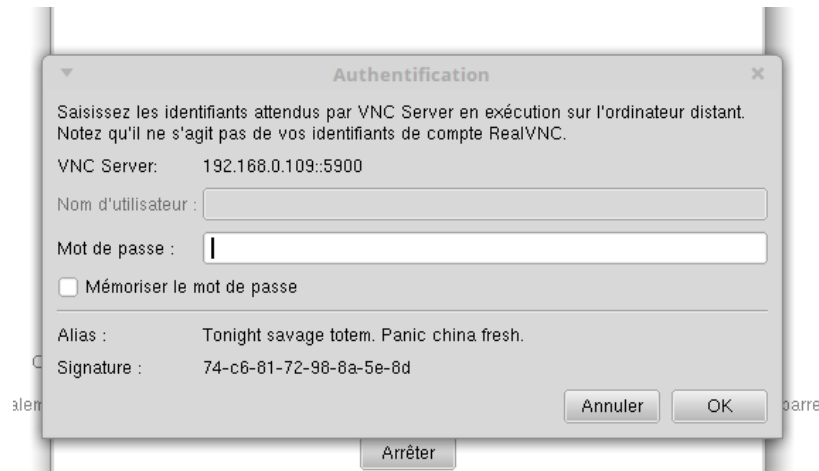 Authentification
Saisissez les identifiants attendus par VNC Server en exécution sur l'ordinateur distant.
Notez qu'il ne s'agit pas de vos identifiants de compte RealVNC.
VNC Server: 192.168.0.109::5900
Nom d'utilisateur :
Mot de passe :
Mémoriser le mot de passe
Alias : Tonight savage totem. Panic china fresh.
Signature : 74-c6-81-72-98-8a-5e-8d
Annuler OK
Arrêter